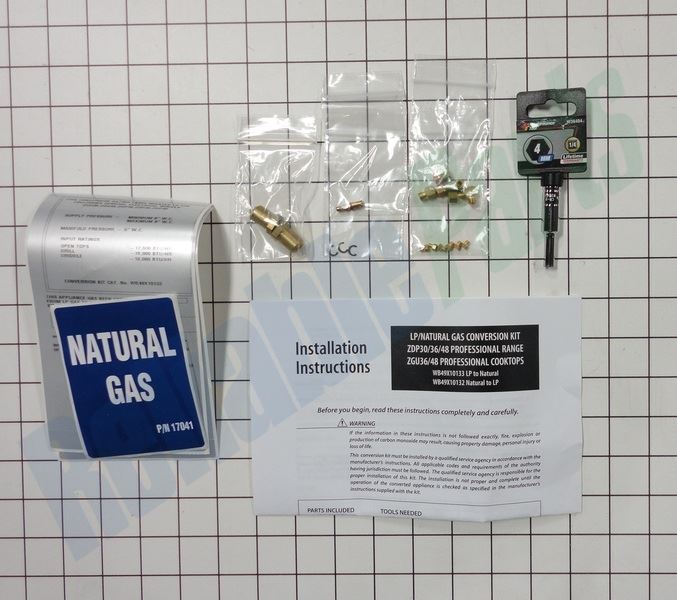 SUPPLY PRESSURE
MANIFOLD PRESSURE
INPUT RATINGS
OPEN TOPS
GRILL
GRIDDLE
CONVERSION KIT CAT. No.
NATURAL
GAS
P/N 17041
4
1/4
Lifetime
Installation
Instructions
LP/NATURAL GAS CONVERSION KIT
ZDP30/36/48 PROFESSIONAL RANGE
ZGU36/48 PROFESSIONAL COOKTOPS
WB49X10133 LP to Natural
WB49X10132 Natural to LP
Before you begin, read these instructions completely and carefully.
WARNING
If the information in these instructions is not followed exactly, fire, explosion or
production of carbon monoxide may result, causing property damage, personal injury or
loss of life.
This conversion kit must be installed by a qualified service agency in accordance with the
manufacturer's instructions. All applicable codes and requirements of the authority
having jurisdiction must be followed. The qualified service agency is responsible for the
proper installation of this kit. The installation is not proper and complete until the
operation of the converted appliance is checked as specified in the manufacturer's
instructions supplied with the kit.
PARTS INCLUDED TOOLS NEEDED
Reliable Parts